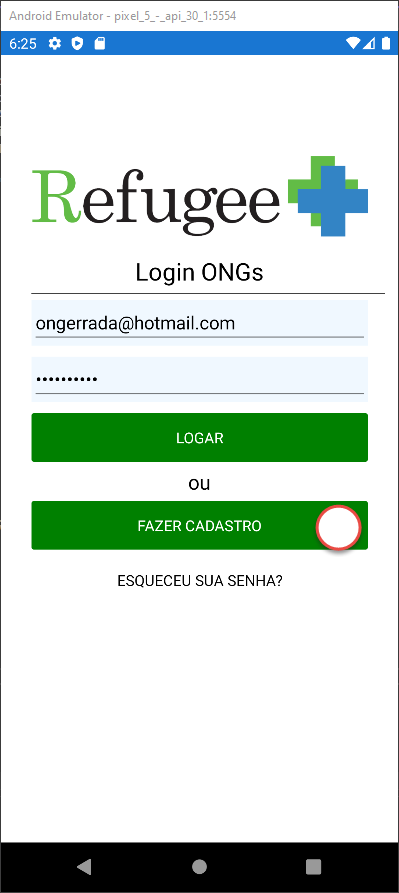 Android Emulator - pixel_5_-_api_30_1:5554
6:25
Refugee
Login ONGs
ongerrada@hotmail.com
••••••••••
LOGAR
ou
FAZER CADASTRO
ESQUECEU SUA SENHA?